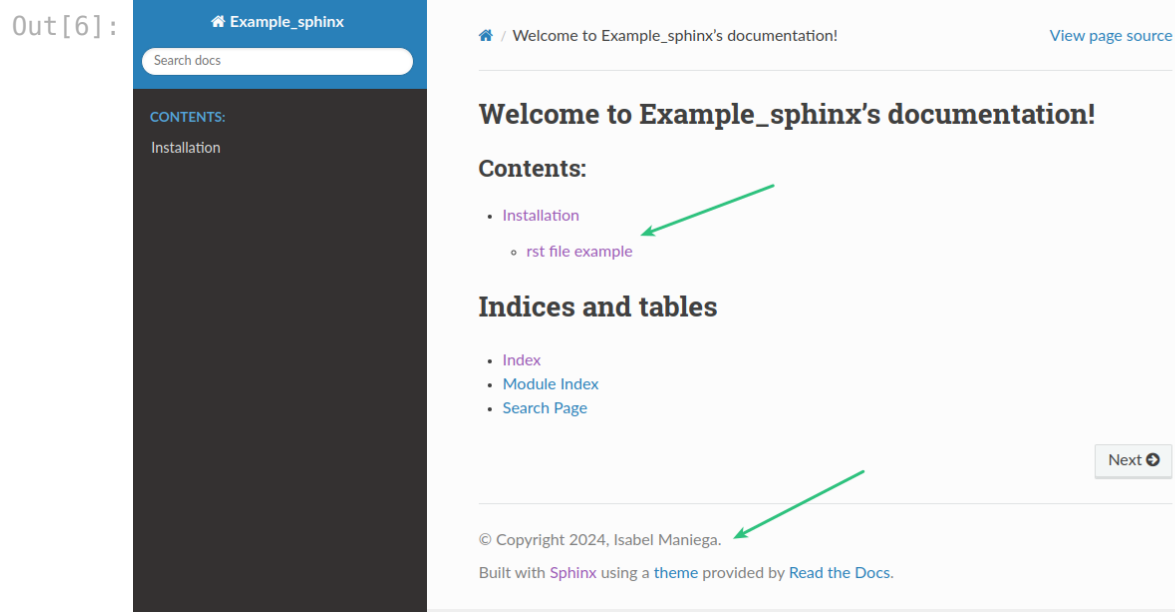 Out[6]:
Example_sphinx
Search docs
CONTENTS:
Installation
/ Welcome to Example_sphinx’s documentation!
View page source
Welcome to Example_sphinx’s documentation!
Contents:
Installation
rst file example
Indices and tables
Index
Module Index
Search Page
Next
© Copyright 2024, Isabel Maniega.
Built with Sphinx using a theme provided by Read the Docs.